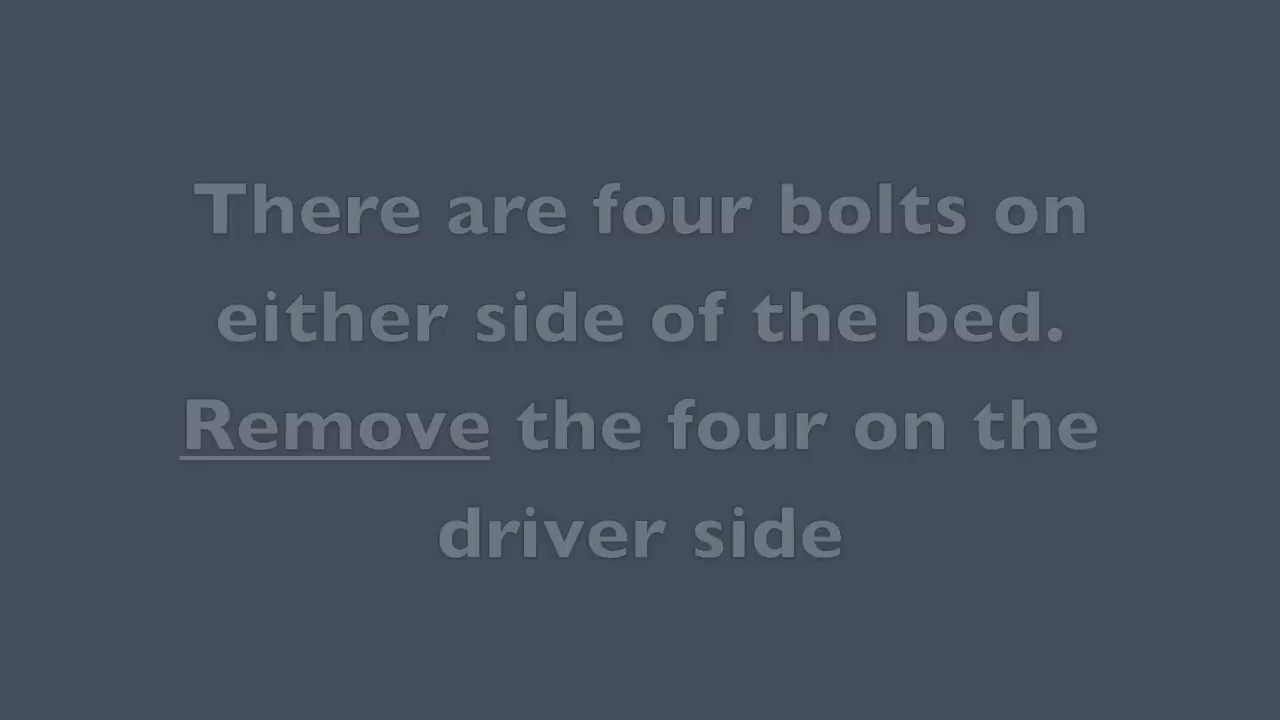 There are four bolts on
either side of the bed.
Remove the four on the
driver side